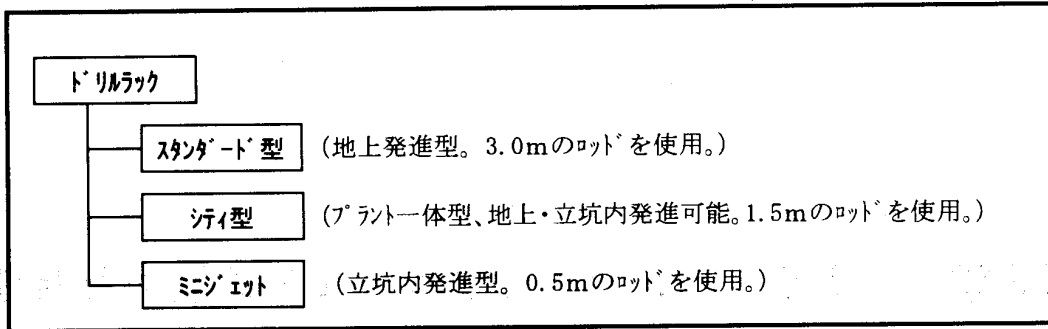 ﾄﾞﾘﾙﾗｯｸ
ｽﾀﾝﾀﾞｰﾄﾞ型 (地上発進型。3.0mのﾛｯﾄﾞを使用。)
ｼﾃｨ型 (ﾌﾟﾗﾝﾄ一体型、地上・立坑内発進可能。1.5mのﾛｯﾄﾞを使用。)
ﾐﾆｼﾞｪｯﾄ (立坑内発進型。0.5mのﾛｯﾄﾞを使用。)